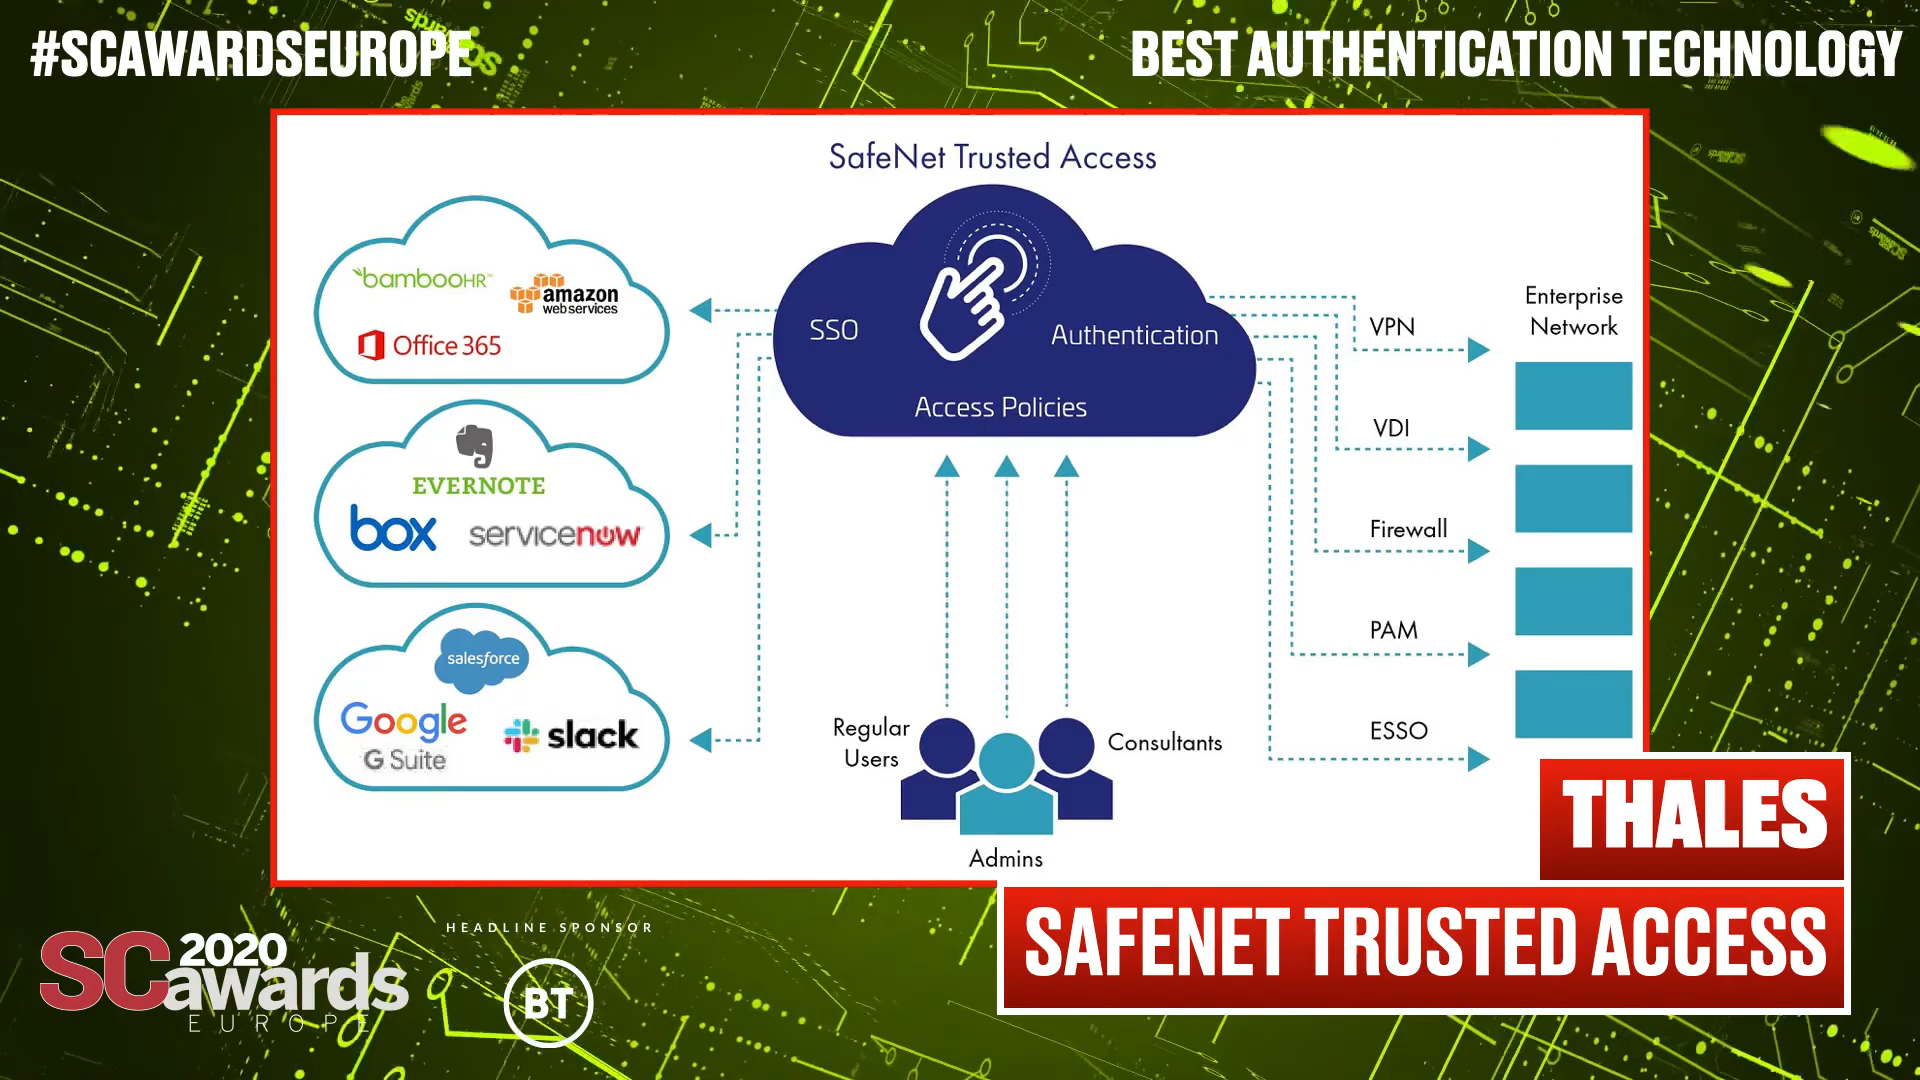 #SCAWARDSEUROPE
BEST AUTHENTICATION TECHNOLOGY
SafeNet Trusted Access
bambooHR
amazon
webservices
Office 365
EVERNOTE
box
servicenow
salesforce
Google
G Suite
slack
SSO
Authentication
Access Policies
Regular
Users
Consultants
Admins
VPN
VDI
Firewall
PAM
ESSO
Enterprise
Network
THALES
SAFENET TRUSTED ACCESS
SC 2020
awards
EUROPE
HEADLINE SPONSOR
BT